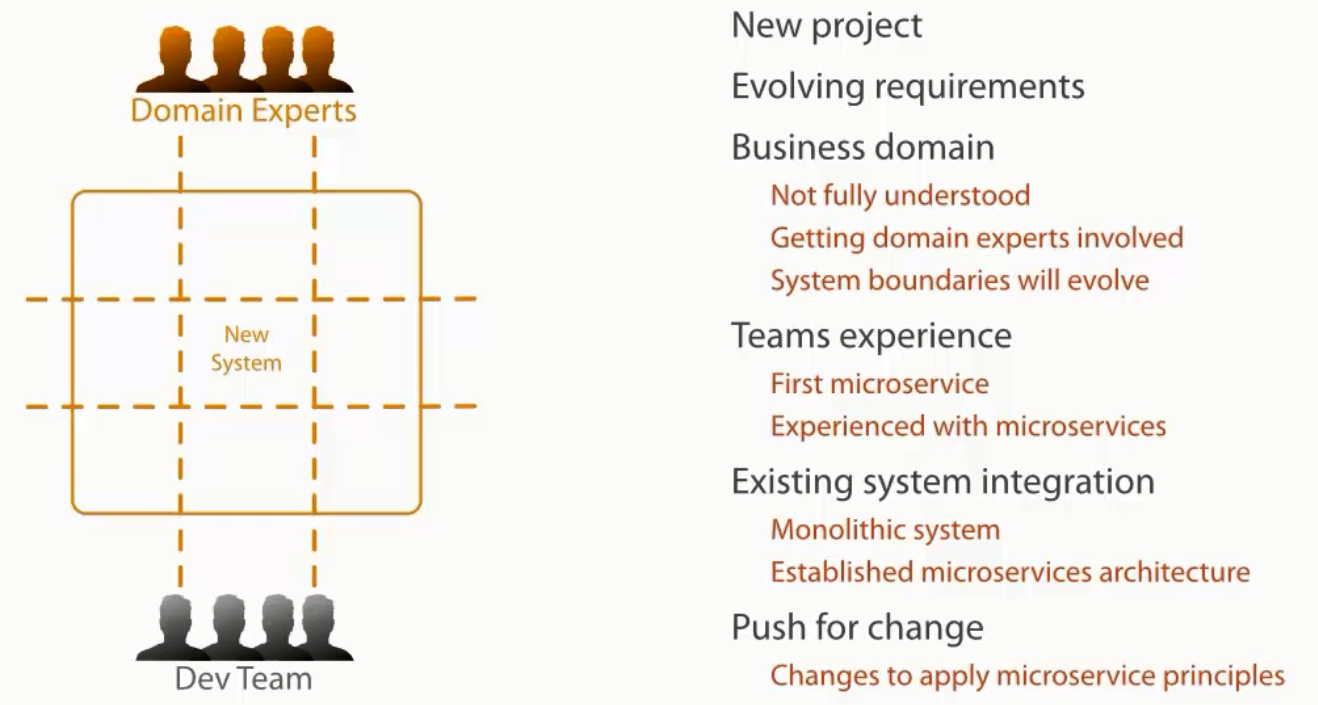 Domain Experts
New
System
Dev Team
New project
Evolving requirements
Business domain
Not fully understood
Getting domain experts involved
System boundaries will evolve
Teams experience
First microservice
Experienced with microservices
Existing system integration
Monolithic system
Established microservices architecture
Push for change
Changes to apply microservice principles